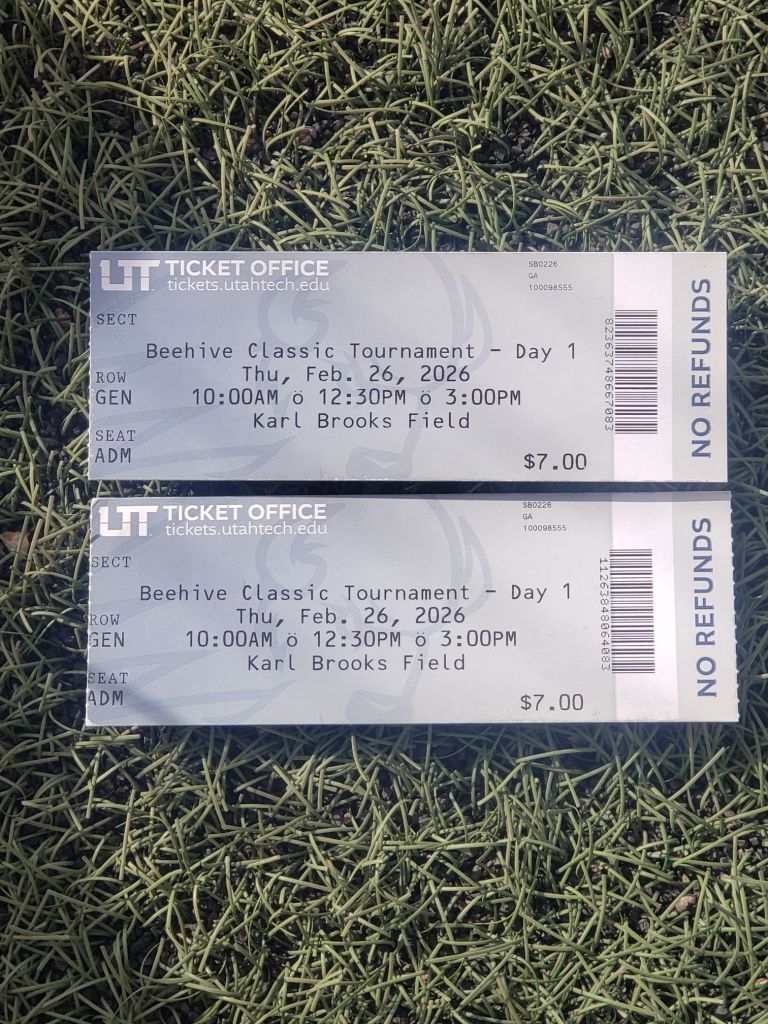 UT TICKET OFFICE
tickets.utahtech.edu
SB0226
GA
100098555
SECT
Beehive Classic Tournament - Day 1
ROW
Thu, Feb. 26, 2026
GEN
10:00AM ö 12:30PM ö 3:00PM
Karl Brooks Field
SEAT
ADM
$7.00
82363748667083
NO REFUNDS
UT TICKET OFFICE
tickets.utahtech.edu
SB0226
GA
100098555
SECT
Beehive Classic Tournament - Day 1
ROW
Thu, Feb. 26, 2026
GEN
10:00AM ö 12:30PM ö 3:00PM
Karl Brooks Field
SEAT
ADM
$7.00
112638480640​83
NO REFUNDS